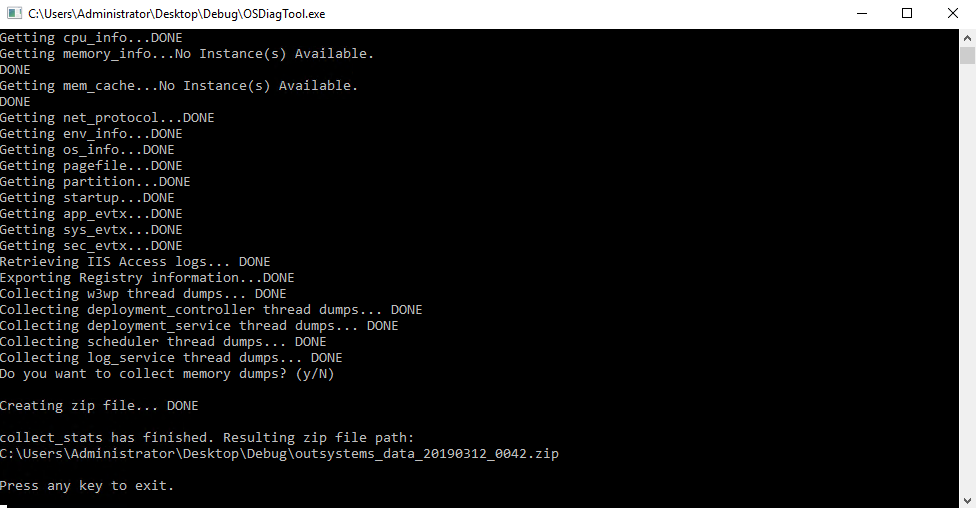 C:\Users\Administrator\Desktop\Debug\OSDiagTool.exe
Getting cpu_info...DONE
Getting memory_info...No Instance(s) Available.
DONE
Getting mem_cache...No Instance(s) Available.
DONE
Getting net_protocol...DONE
Getting env_info...DONE
Getting os_info...DONE
Getting pagefile...DONE
Getting partition...DONE
Getting startup...DONE
Getting app_evtx...DONE
Getting sys_evtx...DONE
Getting sec_evtx...DONE
Retrieving IIS Access logs... DONE
Exporting Registry information...DONE
Collecting w3wp thread dumps... DONE
Collecting deployment_controller thread dumps... DONE
Collecting deployment_service thread dumps... DONE
Collecting scheduler thread dumps... DONE
Collecting log_service thread dumps... DONE
Do you want to collect memory dumps? (y/N)
Creating zip file... DONE
collect_stats has finished. Resulting zip file path:
C:\Users\Administrator\Desktop\Debug\outsystems_data_20190312_0042.zip
Press any key to exit.